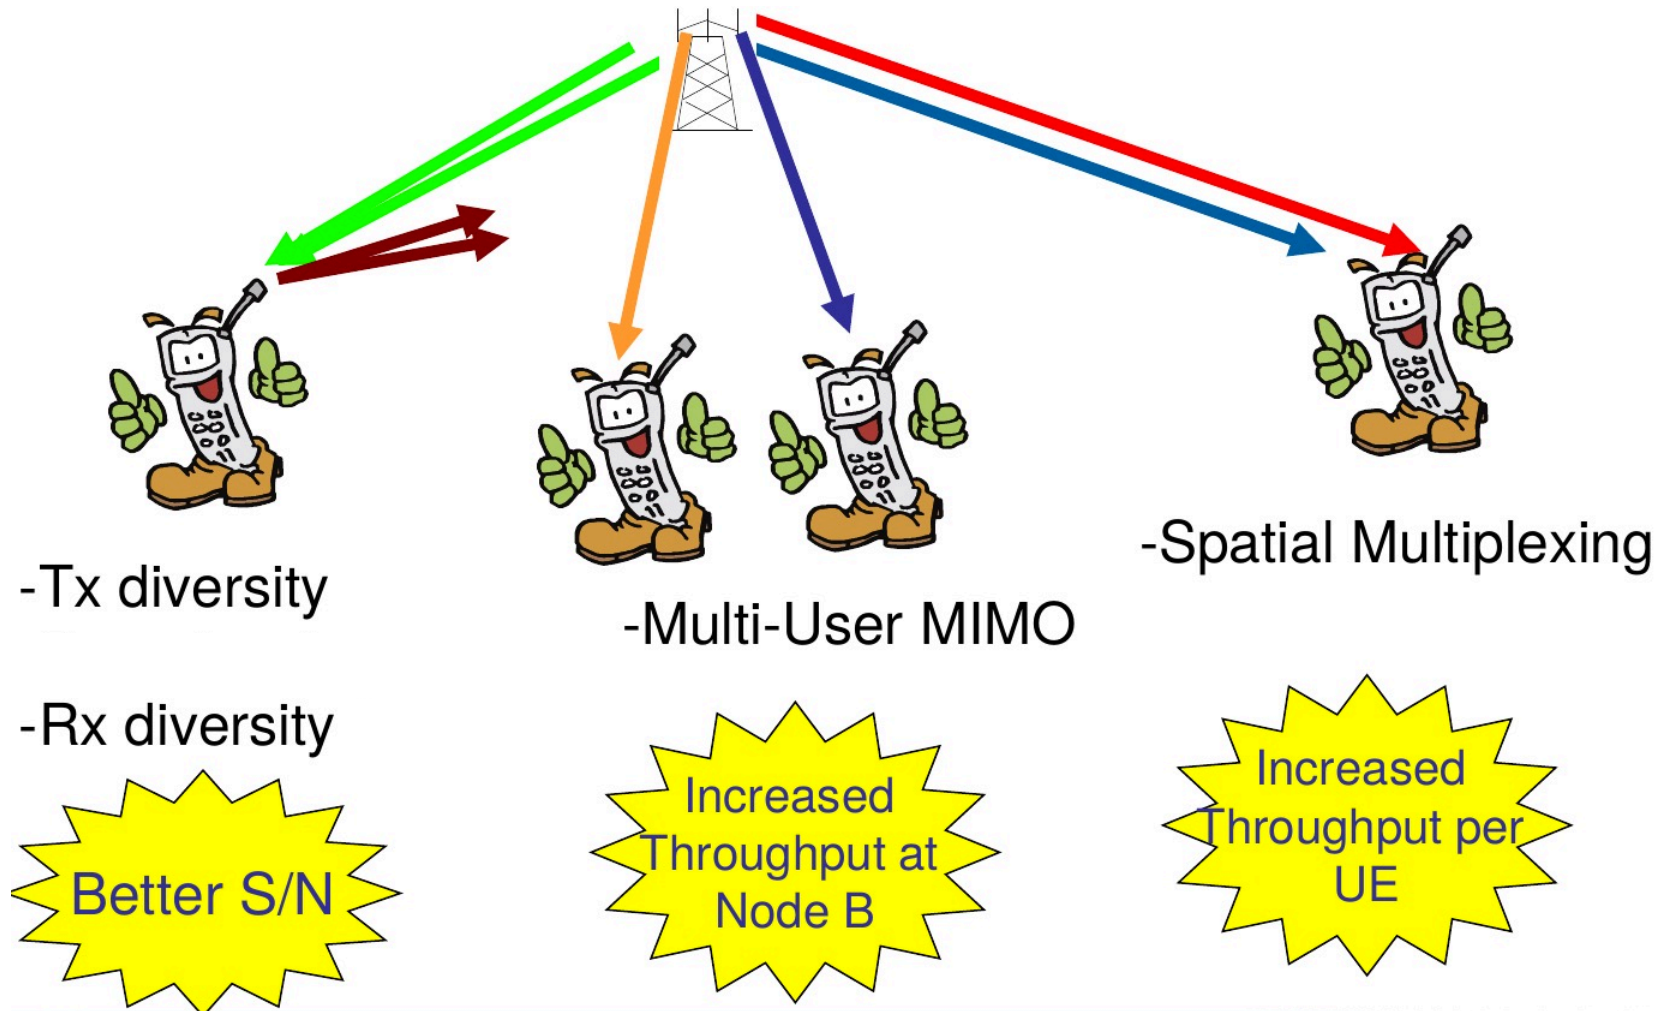 -Tx diversity
-Rx diversity
Better S/N
-Multi-User MIMO
Increased
Throughput at
Node B
-Spatial Multiplexing
Increased
Throughput per
UE